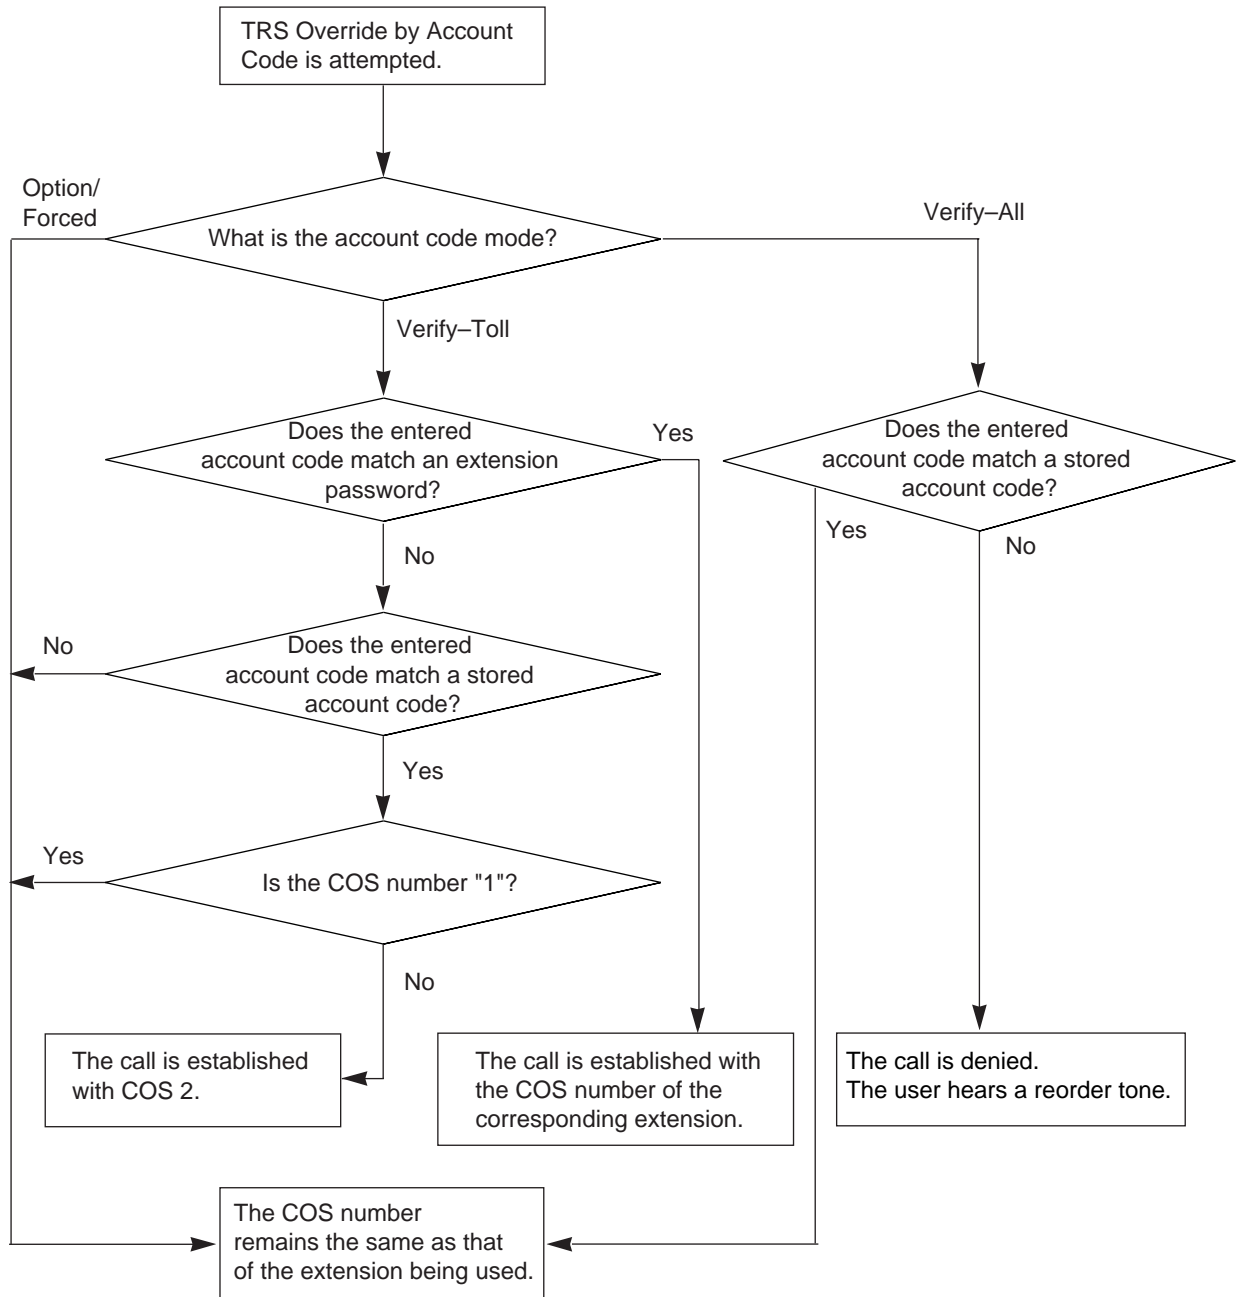 TRS Override by Account
Code is attempted.
Option/
Forced
What is the account code mode?
Verify–All
Verify–Toll
Does the entered
account code match an extension
password?
Yes
Does the entered
account code match a stored
account code?
Yes
No
No
Does the entered
account code match a stored
account code?
No
Yes
Is the COS number "1"?
Yes
No
The call is established
with COS 2.
The call is established with
the COS number of the
corresponding extension.
The call is denied.
The user hears a reorder tone.
The COS number
remains the same as that
of the extension being used.